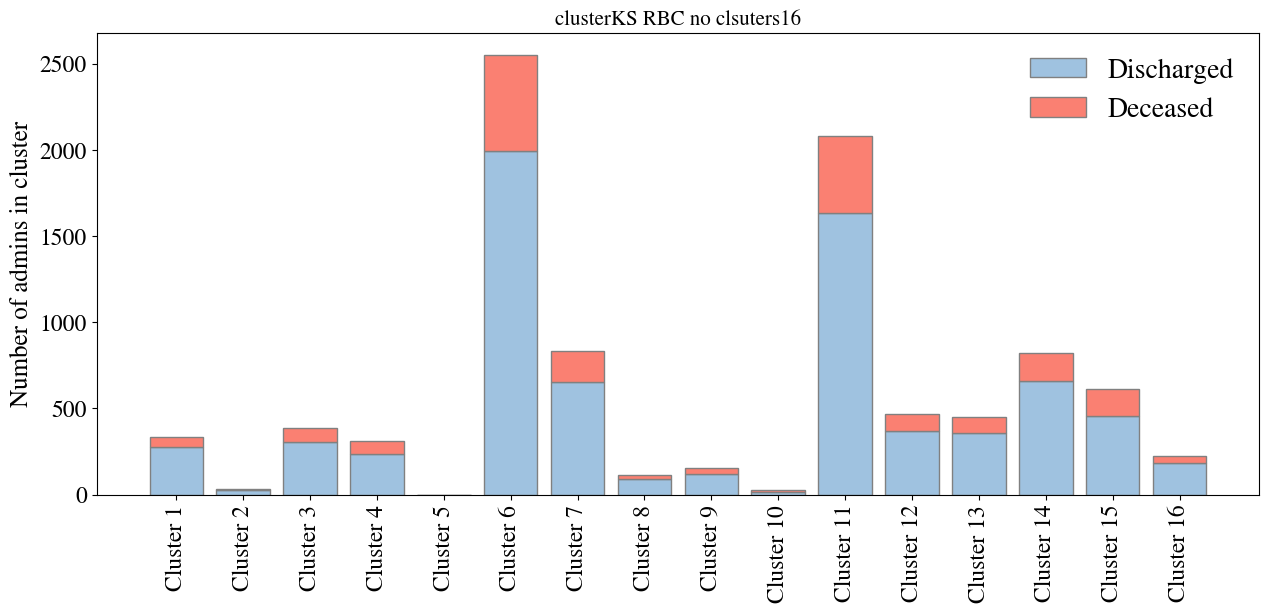 clusterKS RBC no clsuters16
Number of admins in cluster
2500
2000
1500
1000
500
0
Discharged
Deceased
Cluster 1
Cluster 2
Cluster 3
Cluster 4
Cluster 5
Cluster 6
Cluster 7
Cluster 8
Cluster 9
Cluster 10
Cluster 11
Cluster 12
Cluster 13
Cluster 14
Cluster 15
Cluster 16